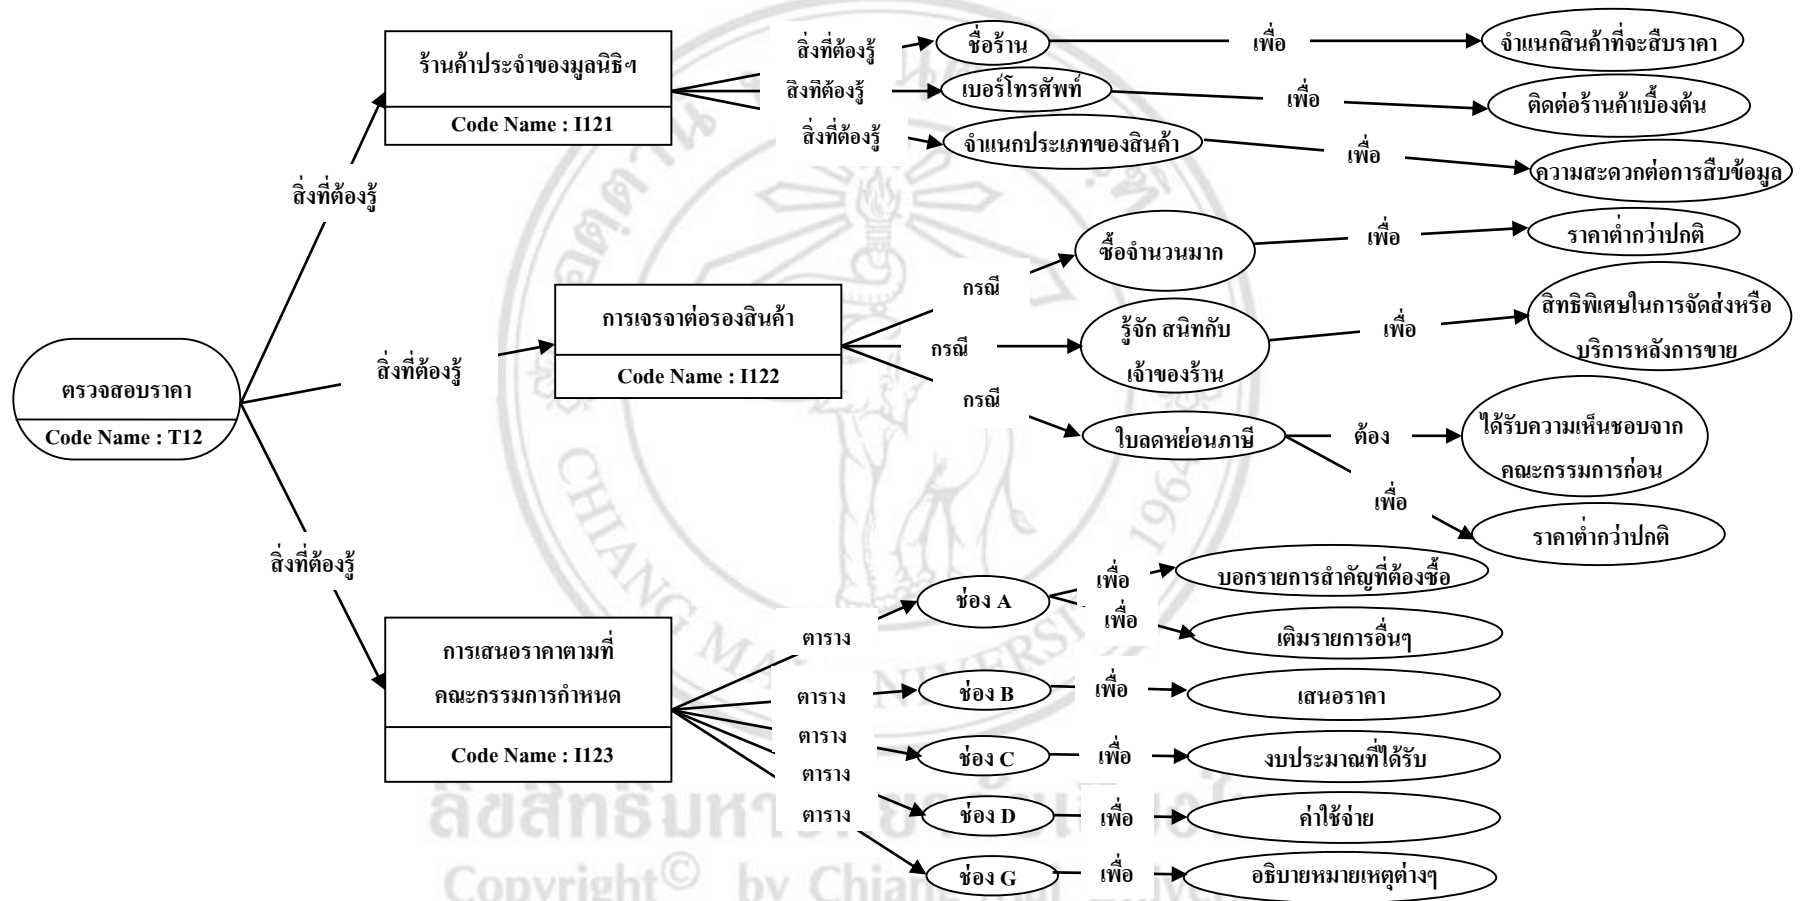 ร้านค้าประจำของมูลนิธิฯ
Code Name : I121
สิ่งที่ต้องรู้
ชื่อร้าน
เพื่อ
จำแนกสินค้าที่จะสืบราคา
สิ่งที่ต้องรู้
เบอร์โทรศัพท์
เพื่อ
ติดต่อร้านค้าเบื้องต้น
สิ่งที่ต้องรู้
จำแนกประเภทของสินค้า
เพื่อ
ความสะดวกต่อการสืบข้อมูล
สิ่งที่ต้องรู้
ตรวจสอบราคา
Code Name : T12
สิ่งที่ต้องรู้
การเจรจาต่อรองสินค้า
Code Name : I122
กรณี
ซื้อจำนวนมาก
เพื่อ
ราคาต่ำกว่าปกติ
กรณี
รู้จัก สนิทกับ
เจ้าของร้าน
เพื่อ
สิทธิพิเศษในการจัดส่งหรือ
บริการหลังการขาย
กรณี
ใบลดหย่อนภาษี
ต้อง
ได้รับความเห็นชอบจาก
คณะกรรมการก่อน
เพื่อ
ราคาต่ำกว่าปกติ
สิ่งที่ต้องรู้
การเสนอราคาตามที่
คณะกรรมการกำหนด
Code Name : I123
ตาราง
ช่อง A
เพื่อ
บอกรายการสำคัญที่ต้องซื้อ
เพื่อ
เติมรายการอื่นๆ
ตาราง
ช่อง B
เพื่อ
เสนอราคา
ตาราง
ช่อง C
เพื่อ
งบประมาณที่ได้รับ
ตาราง
ช่อง D
เพื่อ
ค่าใช้จ่าย
ตาราง
ช่อง G
เพื่อ
อธิบายหมายเหตุต่างๆ
CHIANG MAI UNIVERSITY 1964